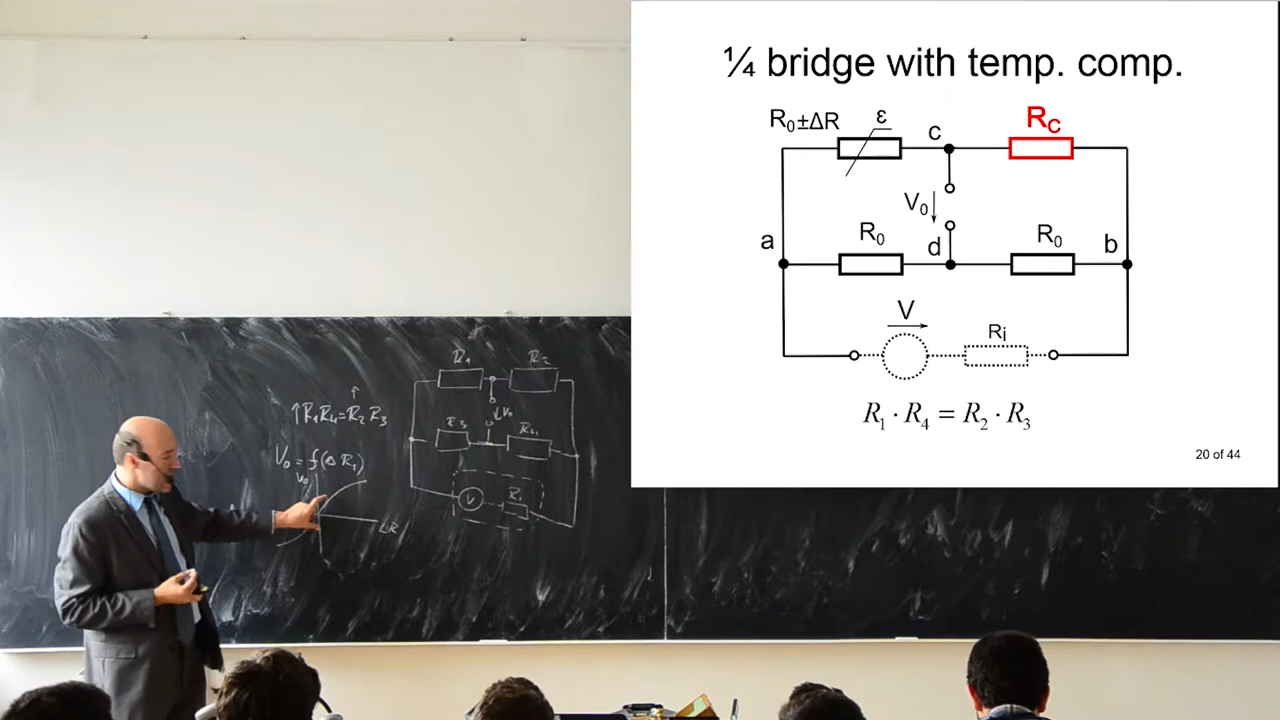 ¼ bridge with temp. comp.
R₀±ΔR
ε
c
R_C
V₀↓
a
R₀
d
R₀
b
V
Rᵢ
R₁ · R₄ = R₂ · R₃
20 of 44
R₁
R₂
↑R₁R₄=R₂R₃
↓V₀
R₃
R₄
V₀ = f(ΔR₁)
V₀
V
Rᵢ
ΔR